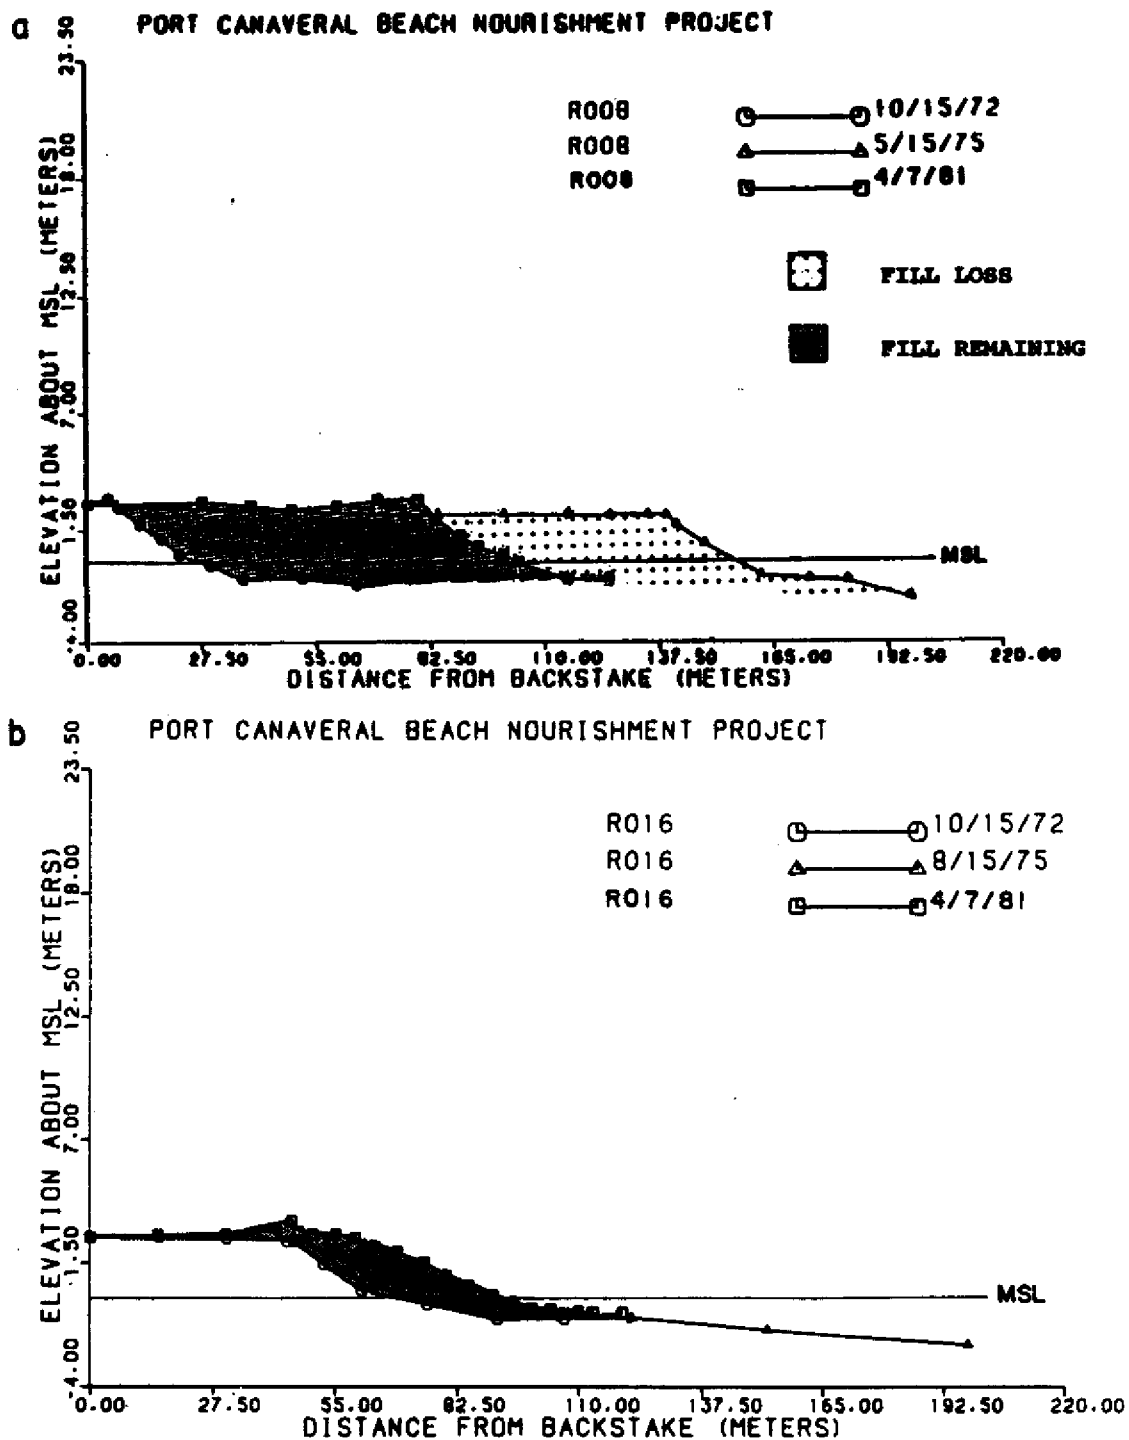 a PORT CANAVERAL BEACH NOURISHMENT PROJECT
R008 10/15/72
R008 5/15/75
R008 4/7/81
FILL LOSS
FILL REMAINING
ELEVATION ABOUT MSL (METERS)
23.50
18.00
12.50
7.00
1.50
-4.00
MSL
0.00 27.50 55.00 82.50 110.00 137.50 165.00 192.50 220.00
DISTANCE FROM BACKSTAKE (METERS)
b PORT CANAVERAL BEACH NOURISHMENT PROJECT
R016 10/15/72
R016 8/15/75
R016 4/7/81
ELEVATION ABOUT MSL (METERS)
23.50
18.00
12.50
7.00
1.50
-4.00
MSL
0.00 27.50 55.00 82.50 110.00 137.50 165.00 192.50 220.00
DISTANCE FROM BACKSTAKE (METERS)